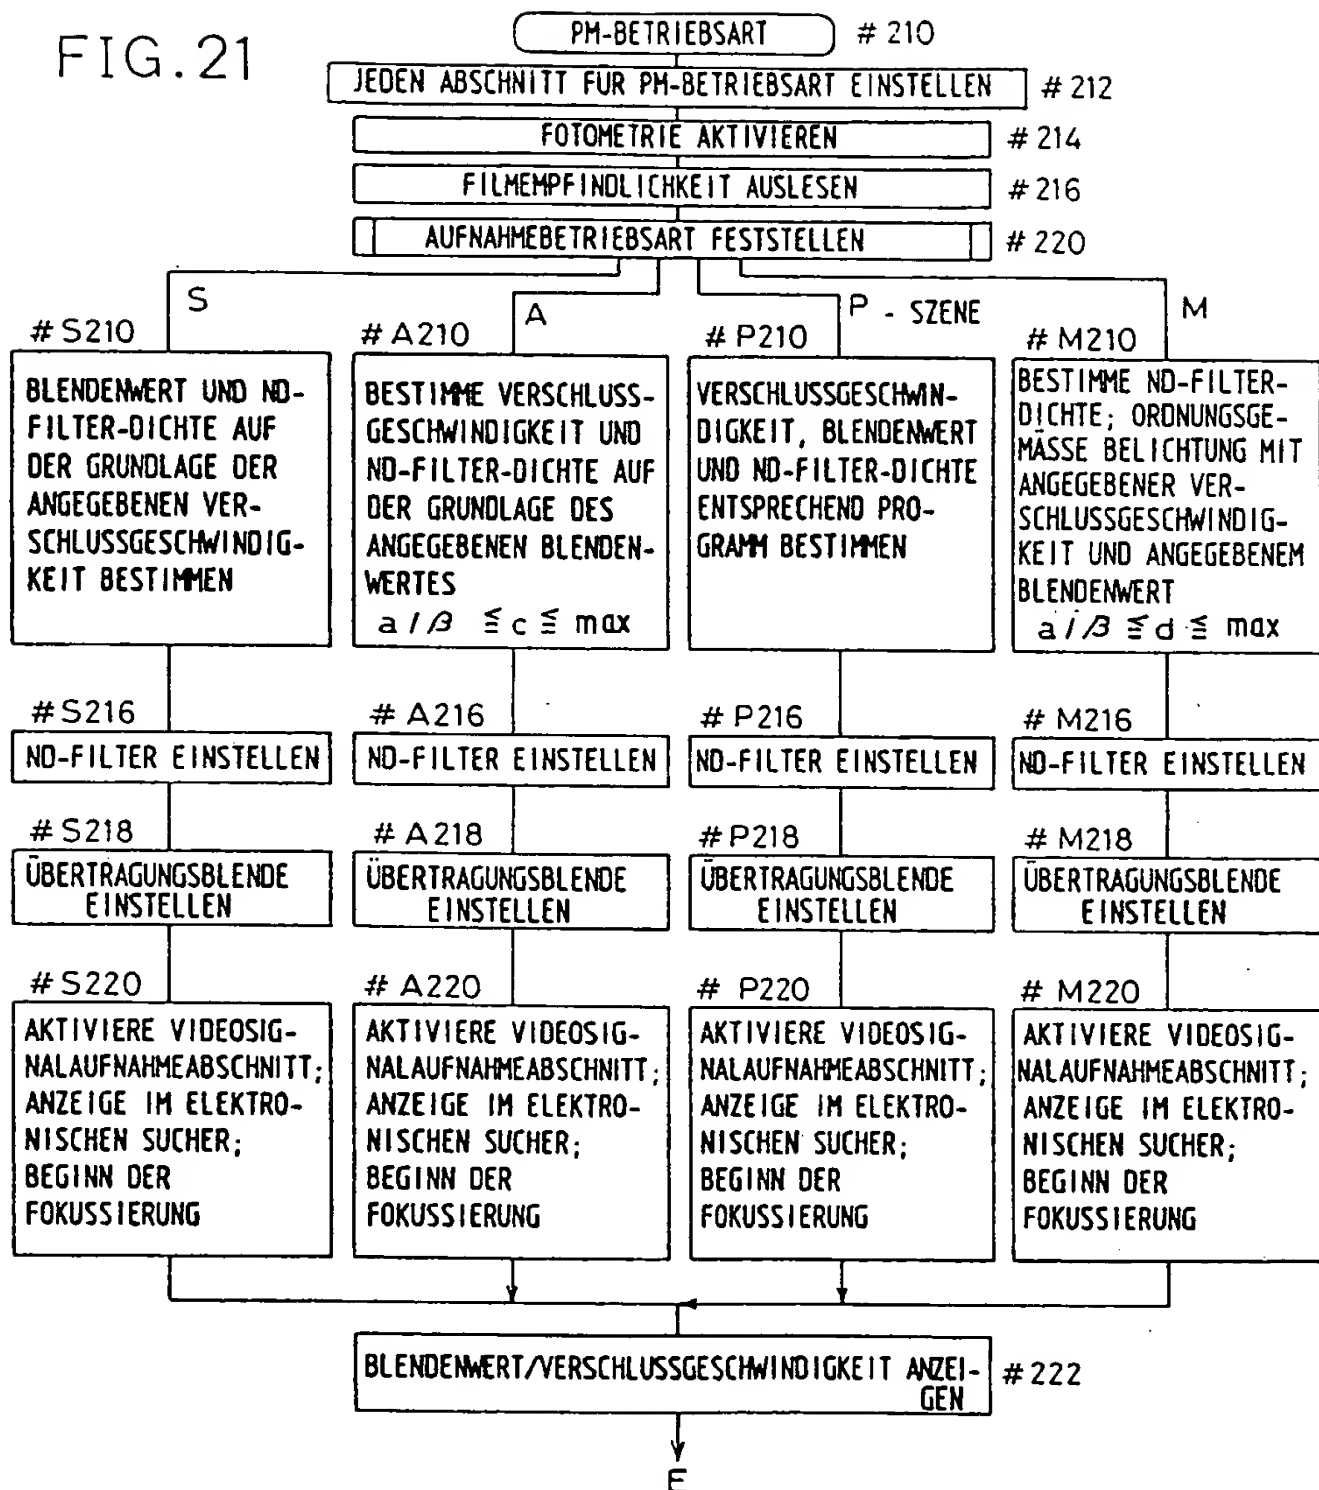 FIG.21
PM-BETRIEBSART # 210
JEDEN ABSCHNITT FUR PM-BETRIEBSART EINSTELLEN # 212
FOTOMETRIE AKTIVIEREN # 214
FILMEMPFINDLICHKEIT AUSLESEN # 216
AUFNAHMEBETRIEBSART FESTSTELLEN # 220
S
A
P - SZENE
M
# S210
BLENDENWERT UND ND-
FILTER-DICHTE AUF
DER GRUNDLAGE DER
ANGEGEBENEN VER-
SCHLUSSGESCHWINDIG-
KEIT BESTIMMEN
# A210
BESTIMME VERSCHLUSS-
GESCHWINDIGKEIT UND
ND-FILTER-DICHTE AUF
DER GRUNDLAGE DES
ANGEGEBENEN BLENDEN-
WERTES
a / β ≦ c ≦ max
# P210
VERSCHLUSSGESCHWIN-
DIGKEIT, BLENDENWERT
UND ND-FILTER-DICHTE
ENTSPRECHEND PRO-
GRAMM BESTIMMEN
# M210
BESTIMME ND-FILTER-
DICHTE; ORDNUNGSGE-
MÄSSE BELICHTUNG MIT
ANGEGEBENER VER-
SCHLUSSGESCHWINDIG-
KEIT UND ANGEGEBENEM
BLENDENWERT
a / β ≦ d ≦ max
# S216
ND-FILTER EINSTELLEN
# A216
ND-FILTER EINSTELLEN
# P216
ND-FILTER EINSTELLEN
# M216
ND-FILTER EINSTELLEN
# S218
ÜBERTRAGUNGSBLENDE
EINSTELLEN
# A218
ÜBERTRAGUNGSBLENDE
EINSTELLEN
# P218
ÜBERTRAGUNGSBLENDE
EINSTELLEN
# M218
ÜBERTRAGUNGSBLENDE
EINSTELLEN
# S220
AKTIVIERE VIDEOSIG-
NALAUFNAHMEABSCHNITT;
ANZEIGE IM ELEKTRO-
NISCHEN SUCHER;
BEGINN DER
FOKUSSIERUNG
# A220
AKTIVIERE VIDEOSIG-
NALAUFNAHMEABSCHNITT;
ANZEIGE IM ELEKTRO-
NISCHEN SUCHER;
BEGINN DER
FOKUSSIERUNG
# P220
AKTIVIERE VIDEOSIG-
NALAUFNAHMEABSCHNITT;
ANZEIGE IM ELEKTRO-
NISCHEN SUCHER;
BEGINN DER
FOKUSSIERUNG
# M220
AKTIVIERE VIDEOSIG-
NALAUFNAHMEABSCHNITT;
ANZEIGE IM ELEKTRO-
NISCHEN SUCHER;
BEGINN DER
FOKUSSIERUNG
BLENDENWERT/VERSCHLUSSGESCHWINDIGKEIT ANZEI- # 222
GEN
E